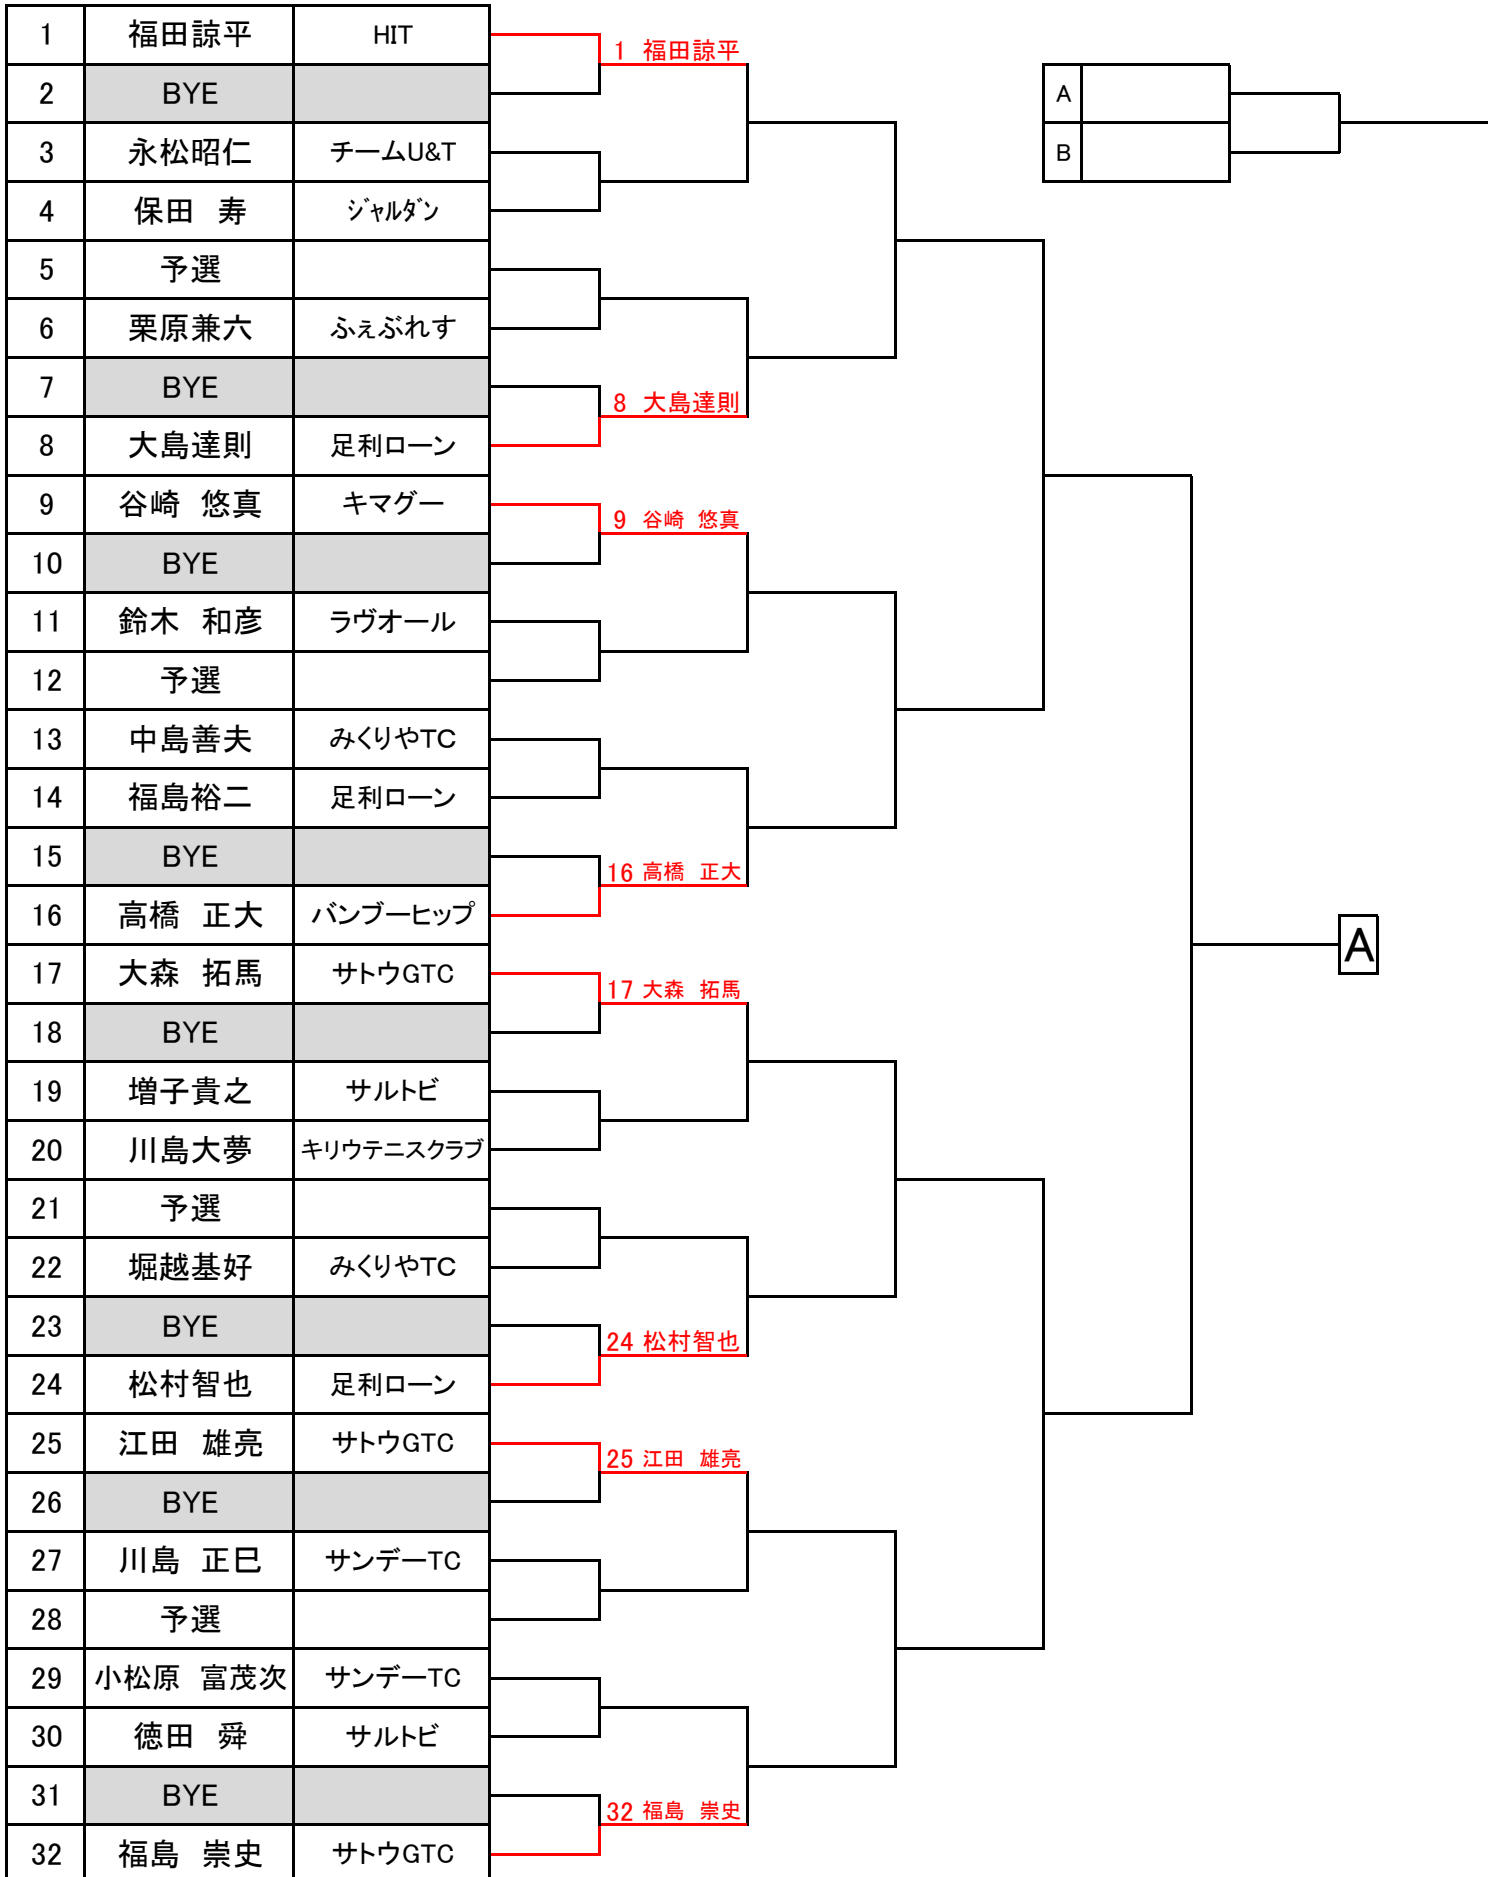 1 福田諒平 HIT
1 福田諒平
2 BYE
A
3 永松昭仁 チームU&T
B
4 保田 寿 ジャルダン
5 予選
6 栗原兼六 ふぇぶれす
7 BYE
8 大島達則
8 大島達則 足利ローン
9 谷崎 悠真 キマグー
9 谷崎 悠真
10 BYE
11 鈴木 和彦 ラヴオール
12 予選
13 中島善夫 みくりやTC
14 福島裕二 足利ローン
15 BYE
16 高橋 正大
16 高橋 正大 バンブーヒップ
A
17 大森 拓馬 サトウGTC
17 大森 拓馬
18 BYE
19 増子貴之 サルトビ
20 川島大夢 キリウテニスクラブ
21 予選
22 堀越基好 みくりやTC
23 BYE
24 松村智也
24 松村智也 足利ローン
25 江田 雄亮 サトウGTC
25 江田 雄亮
26 BYE
27 川島 正巳 サンデーTC
28 予選
29 小松原 富茂次 サンデーTC
30 徳田 舜 サルトビ
31 BYE
32 福島 崇史
32 福島 崇史 サトウGTC